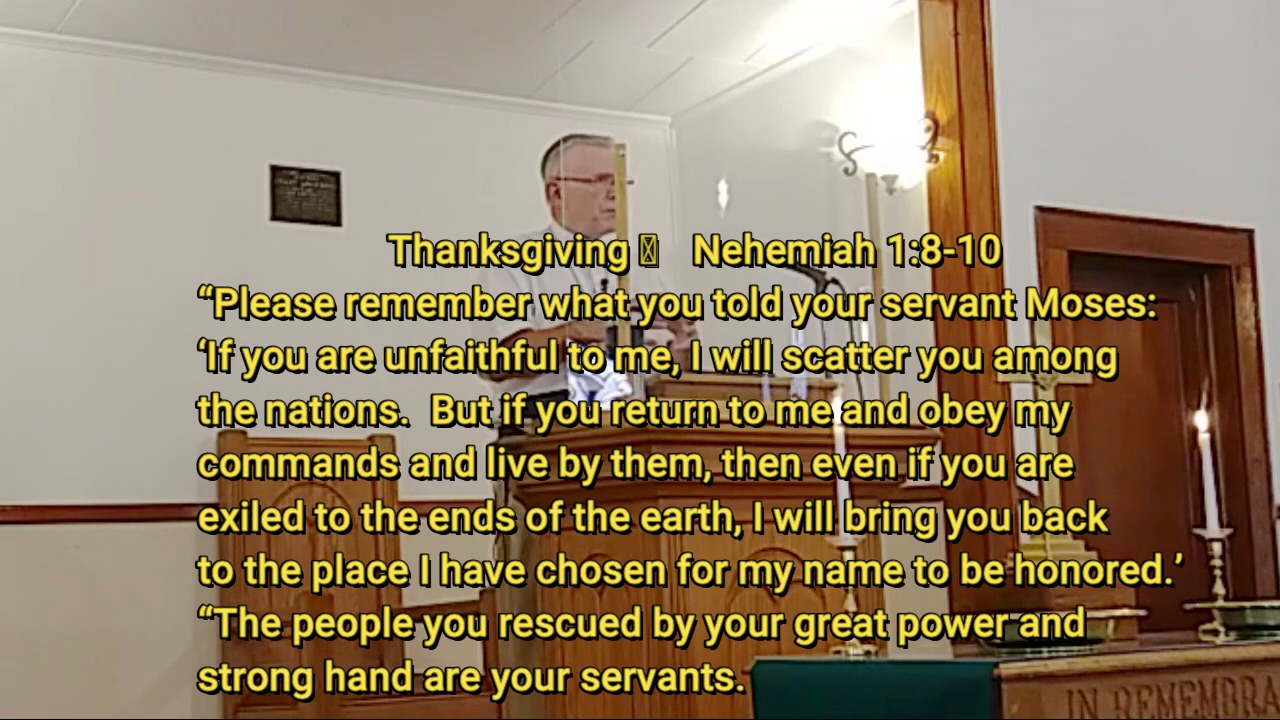 Thanksgiving Nehemiah 1:8-10
“Please remember what you told your servant Moses:
‘If you are unfaithful to me, I will scatter you among
the nations.  But if you return to me and obey my
commands and live by them, then even if you are
exiled to the ends of the earth, I will bring you back
to the place I have chosen for my name to be honored.’
“The people you rescued by your great power and
strong hand are your servants.
IN REMEMBRA